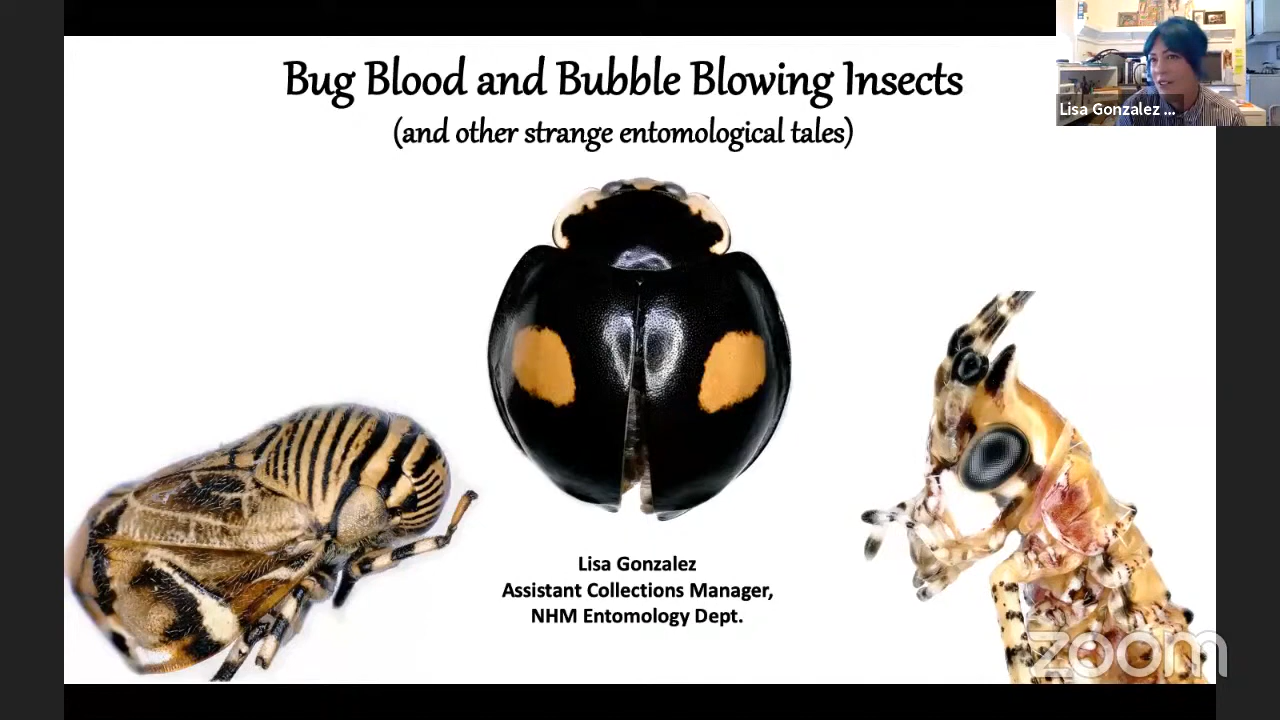 Bug Blood and Bubble Blowing Insects
(and other strange entomological tales)
Lisa Gonzalez ...
Lisa Gonzalez
Assistant Collections Manager,
NHM Entomology Dept.
zoom